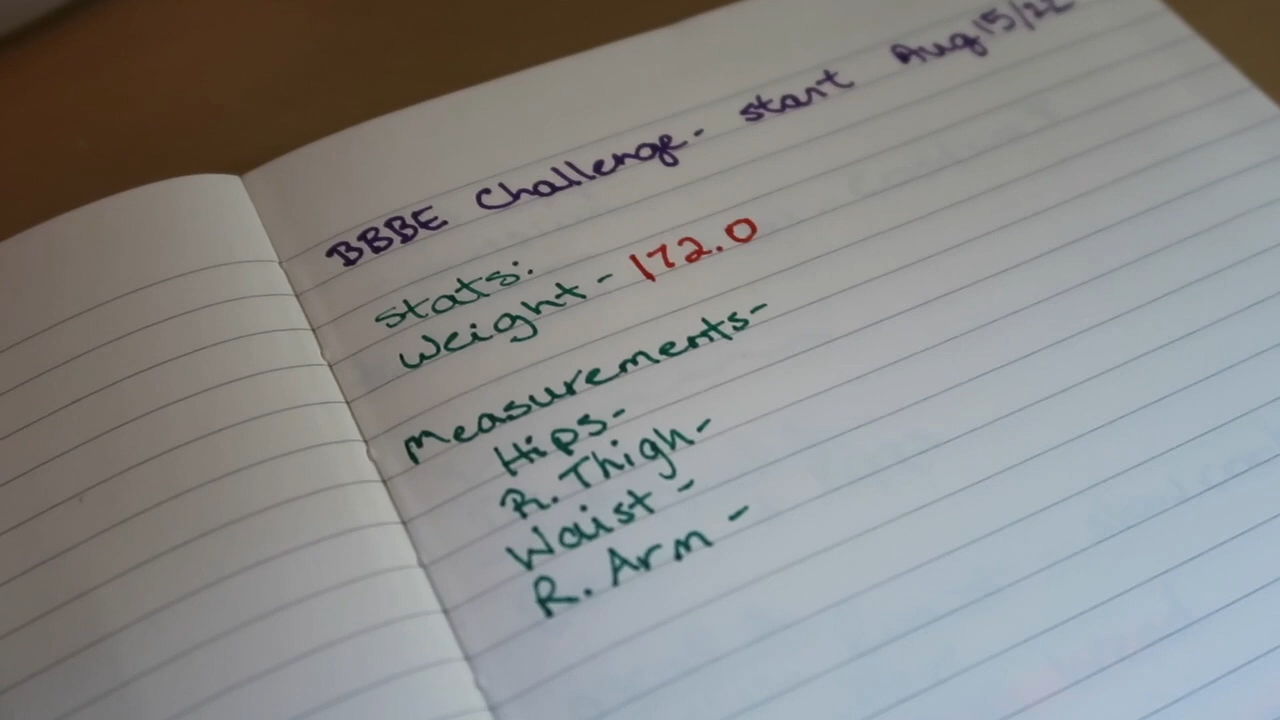 BBBE Challenge - start Aug 15/22
stats:
weight - 172.0
Measurements-
Hips-
R. Thigh-
Waist -
R. Arm -